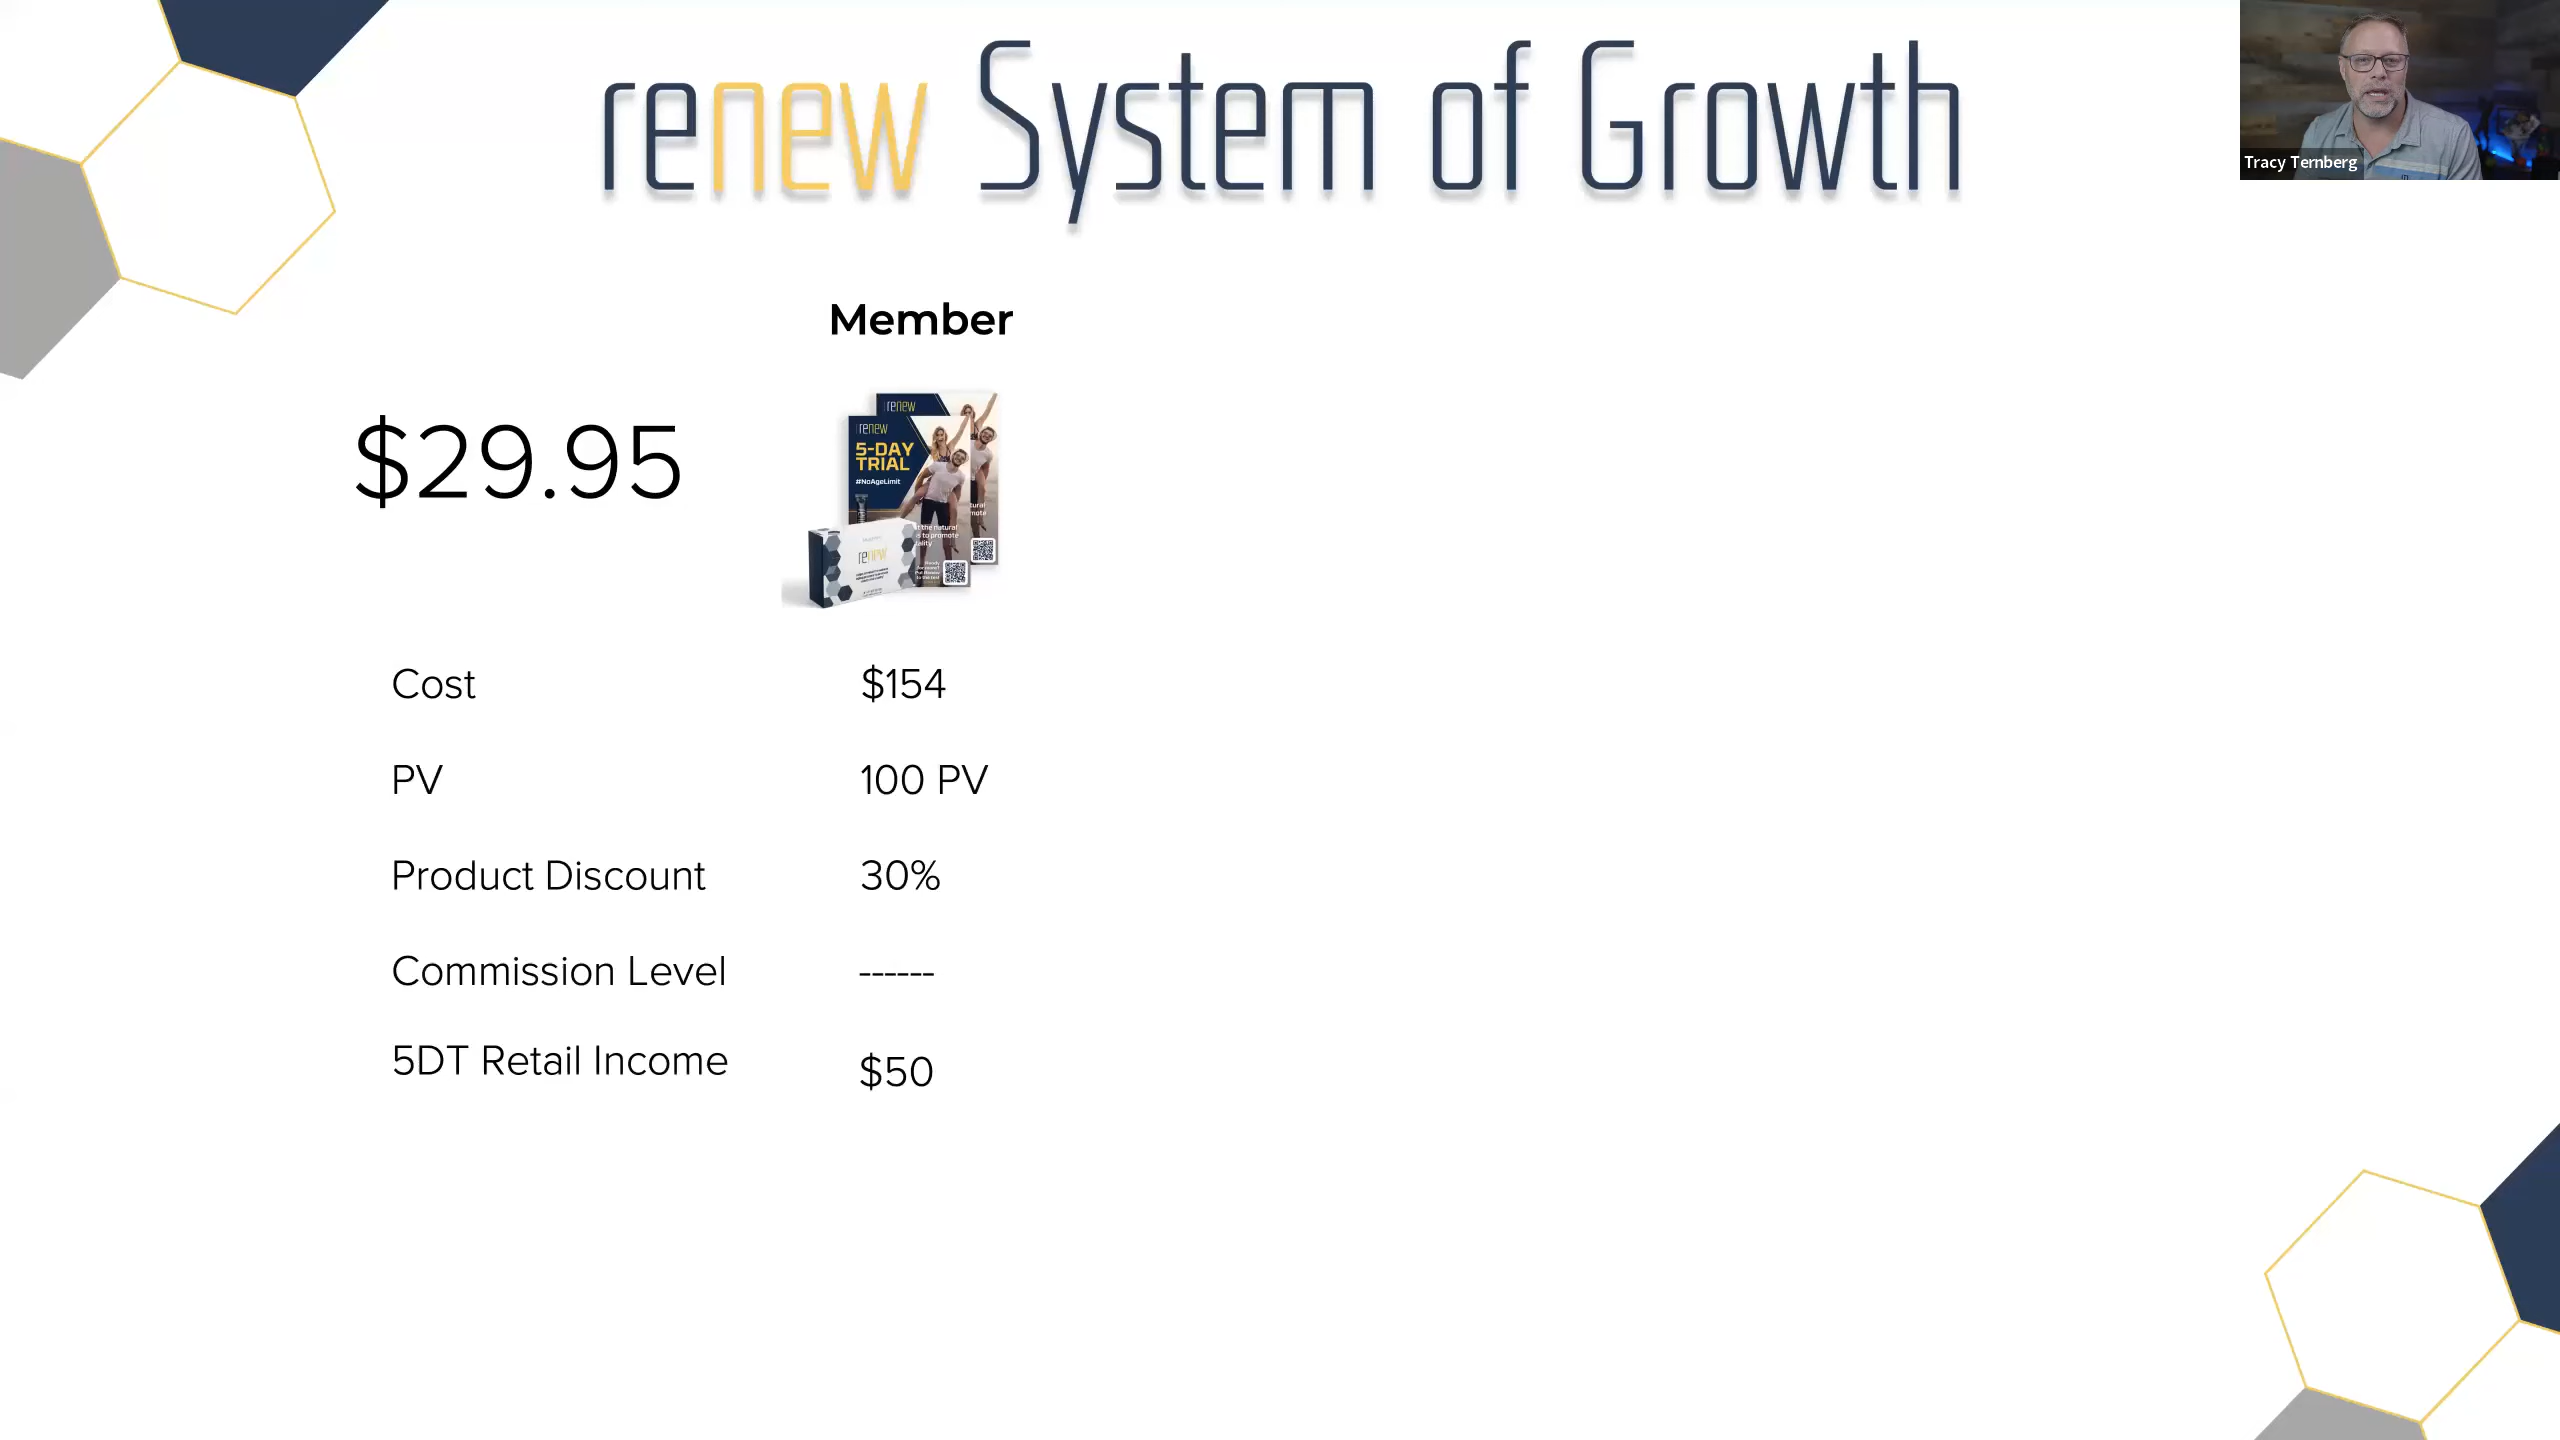 renew System of Growth
Tracy Ternberg
Member
$29.95
renew
renew
5-DAY
TRIAL
#NoAgeLimit
renew
Cost $154
PV 100 PV
Product Discount 30%
Commission Level ------
5DT Retail Income $50